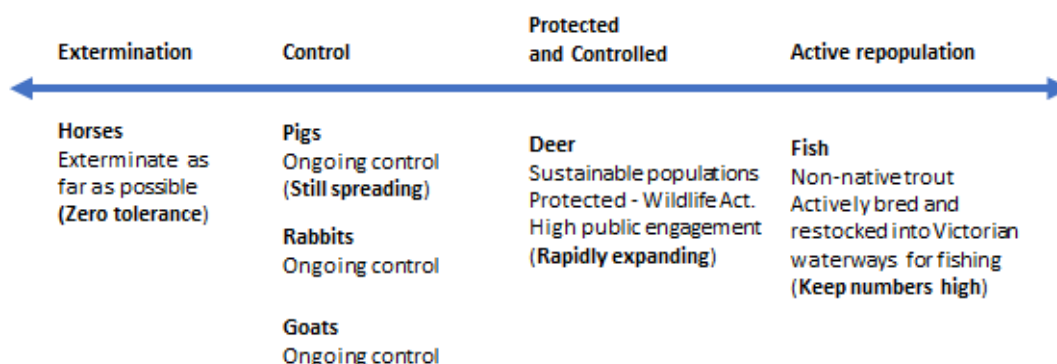 Extermination
Control
Protected
and Controlled
Active repopulation
Horses
Exterminate as
far as possible
(Zero tolerance)
Pigs
Ongoing control
(Still spreading)
Rabbits
Ongoing control
Goats
Ongoing control
Deer
Sustainable populations
Protected - Wildlife Act.
High public engagement
(Rapidly expanding)
Fish
Non-native trout
Actively bred and
restocked into Victorian
waterways for fishing
(Keep numbers high)